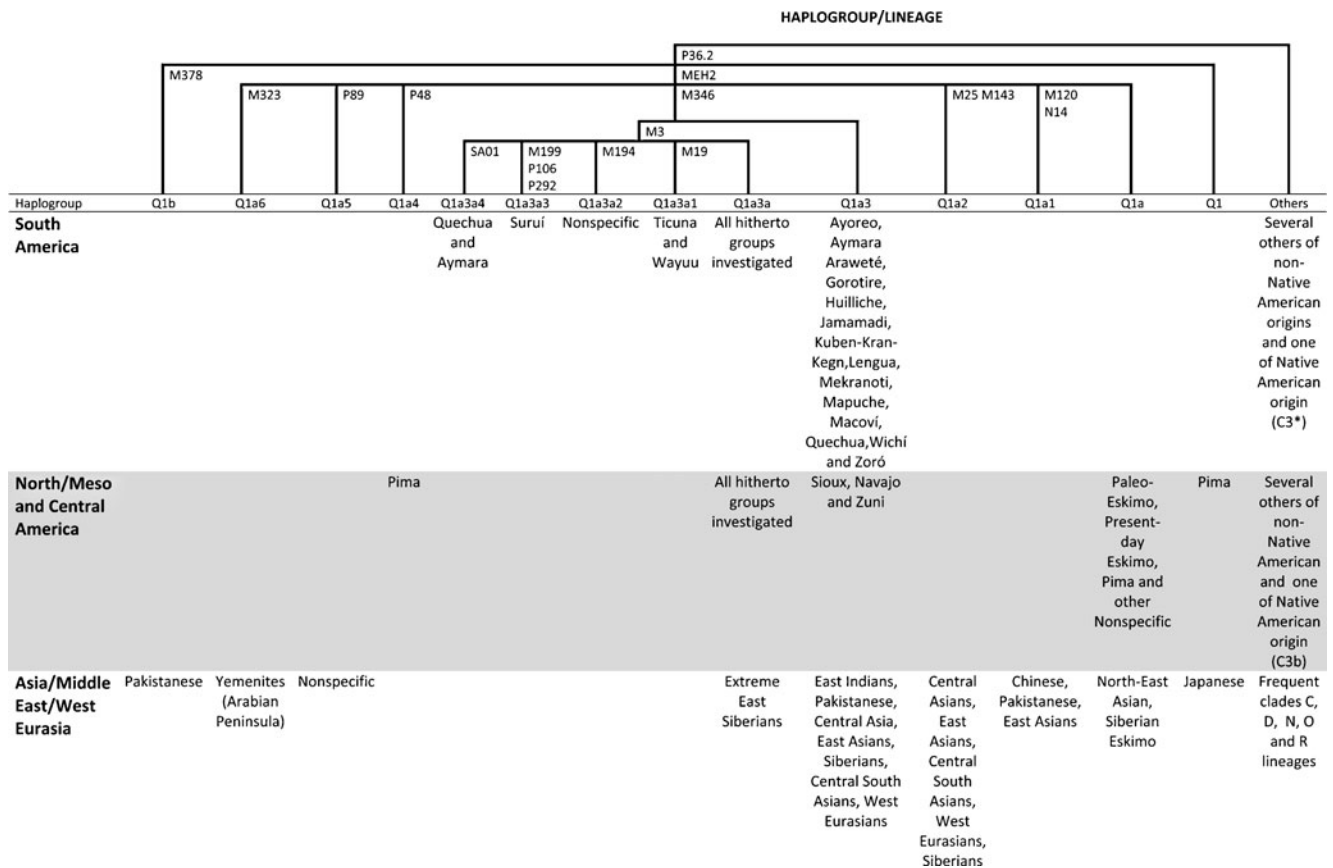 HAPLOGROUP/LINEAGE
P36.2
M378
MEH2
M323
P89
P48
M346
M25 M143
M120
N14
M3
SA01
M199
P106
P292
M194
M19
Haplogroup
Q1b
Q1a6
Q1a5
Q1a4
Q1a3a4
Q1a3a3
Q1a3a2
Q1a3a1
Q1a3a
Q1a3
Q1a2
Q1a1
Q1a
Q1
Others
South
America
Quechua
and
Aymara
Suruí
Nonspecific
Ticuna
and
Wayuu
All hitherto
groups
investigated
Ayoreo,
Aymara
Araweté,
Gorotire,
Huilliche,
Jamamadi,
Kuben-Kran-
Kegn,Lengua,
Mekranoti,
Mapuche,
Macoví,
Quechua,Wichí
and Zoró
Several
others of
non-
Native
American
origins
and one
of Native
American
origin
(C3*)
North/Meso
and Central
America
Pima
All hitherto
groups
investigated
Sioux, Navajo
and Zuni
Paleo-
Eskimo,
Present-
day
Eskimo,
Pima and
other
Nonspecific
Pima
Several
others of
non-
Native
American
and one
of Native
American
origin
(C3b)
Asia/Middle
East/West
Eurasia
Pakistanese
Yemenites
(Arabian
Peninsula)
Nonspecific
Extreme
East
Siberians
East Indians,
Pakistanese,
Central Asia,
East Asians,
Siberians,
Central South
Asians, West
Eurasians
Central
Asians,
East
Asians,
Central
South
Asians,
West
Eurasians,
Siberians
Chinese,
Pakistanese,
East Asians
North-East
Asian,
Siberian
Eskimo
Japanese
Frequent
clades C,
D, N, O
and R
lineages